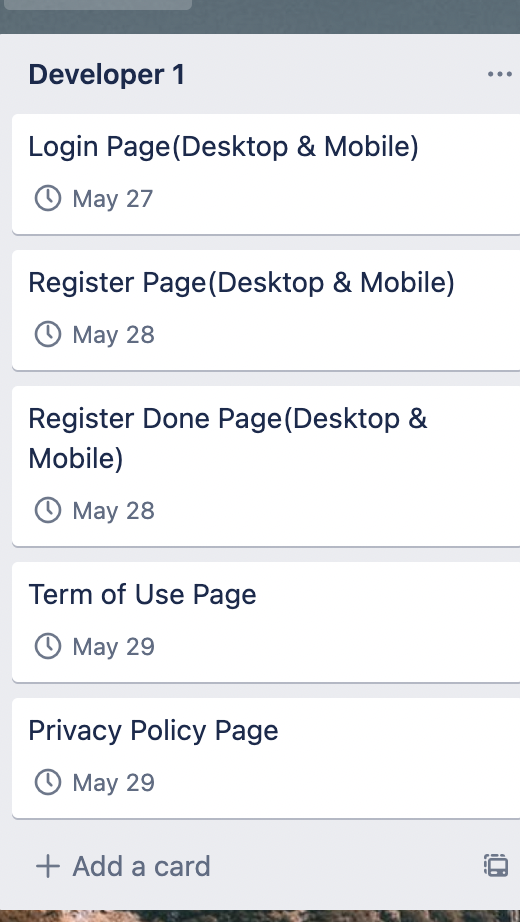 Developer 1
Login Page(Desktop & Mobile)
May 27
Register Page(Desktop & Mobile)
May 28
Register Done Page(Desktop &
Mobile)
May 28
Term of Use Page
May 29
Privacy Policy Page
May 29
Add a card